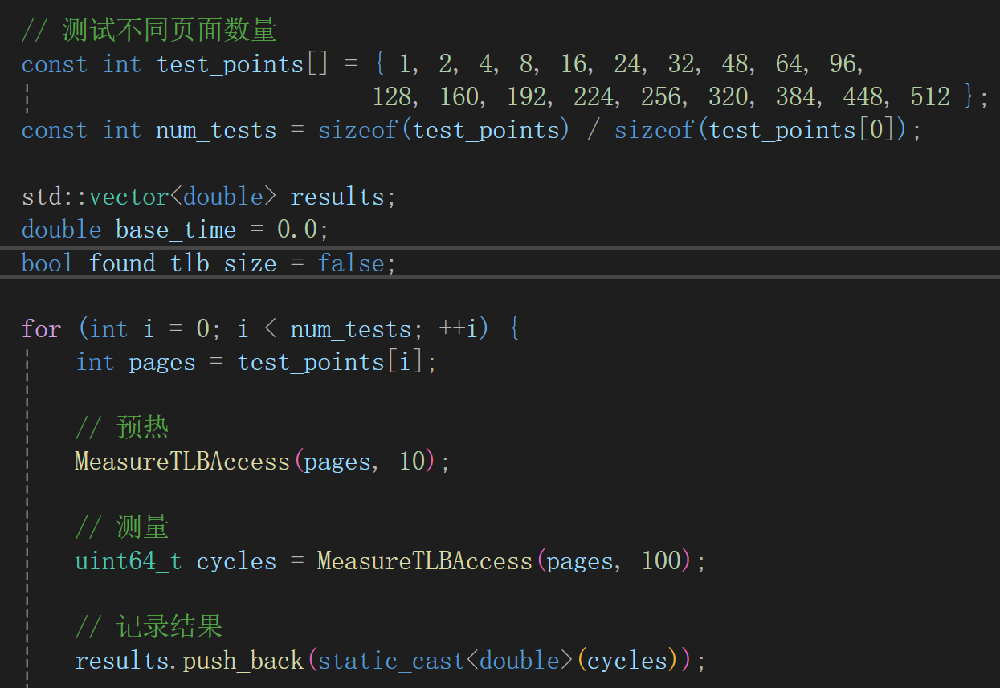 // 测试不同页面数量
const int test_points[] = { 1, 2, 4, 8, 16, 24, 32, 48, 64, 96,
128, 160, 192, 224, 256, 320, 384, 448, 512 };
const int num_tests = sizeof(test_points) / sizeof(test_points[0]);
std::vector<double> results;
double base_time = 0.0;
bool found_tlb_size = false;
for (int i = 0; i < num_tests; ++i) {
int pages = test_points[i];
// 预热
MeasureTLBAccess(pages, 10);
// 测量
uint64_t cycles = MeasureTLBAccess(pages, 100);
// 记录结果
results.push_back(static_cast<double>(cycles));